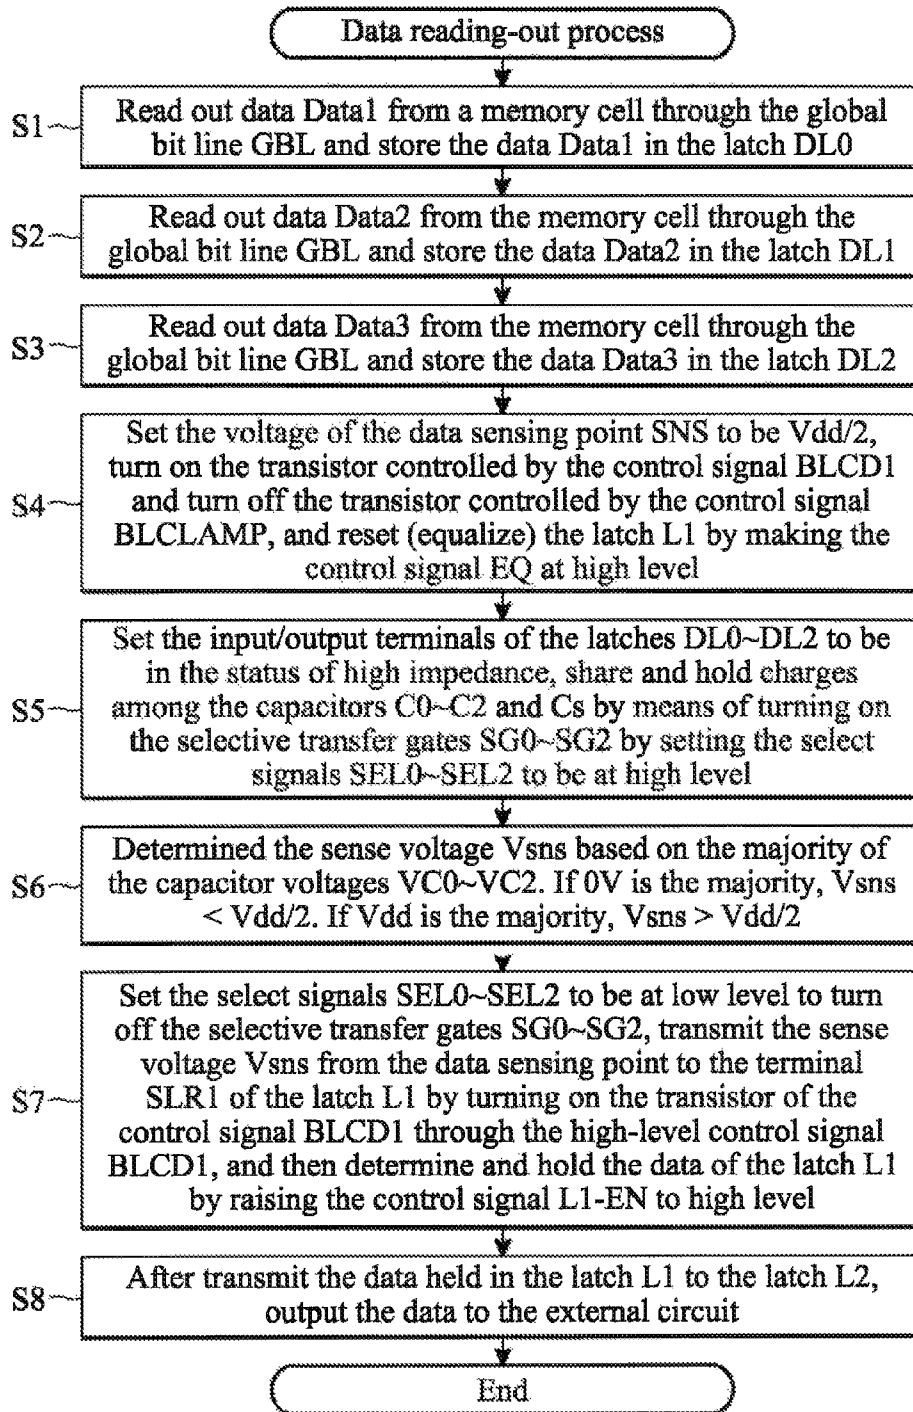 Data reading-out process
S1
Read out data Data1 from a memory cell through the global
bit line GBL and store the data Data1 in the latch DL0
S2
Read out data Data2 from the memory cell through the
global bit line GBL and store the data Data2 in the latch DL1
S3
Read out data Data3 from the memory cell through the
global bit line GBL and store the data Data3 in the latch DL2
S4
Set the voltage of the data sensing point SNS to be Vdd/2,
turn on the transistor controlled by the control signal BLCD1
and turn off the transistor controlled by the control signal
BLCLAMP, and reset (equalize) the latch L1 by making the
control signal EQ at high level
S5
Set the input/output terminals of the latches DL0~DL2 to be
in the status of high impedance, share and hold charges
among the capacitors C0~C2 and Cs by means of turning on
the selective transfer gates SG0~SG2 by setting the select
signals SEL0~SEL2 to be at high level
S6
Determined the sense voltage Vsns based on the majority of
the capacitor voltages VC0~VC2. If 0V is the majority, Vsns
< Vdd/2. If Vdd is the majority, Vsns > Vdd/2
S7
Set the select signals SEL0~SEL2 to be at low level to turn
off the selective transfer gates SG0~SG2, transmit the sense
voltage Vsns from the data sensing point to the terminal
SLR1 of the latch L1 by turning on the transistor of the
control signal BLCD1 through the high-level control signal
BLCD1, and then determine and hold the data of the latch L1
by raising the control signal L1-EN to high level
S8
After transmit the data held in the latch L1 to the latch L2,
output the data to the external circuit
End